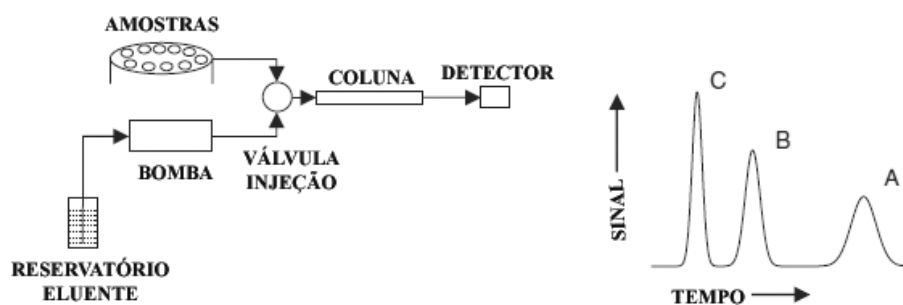 AMOSTRAS
COLUNA
DETECTOR
BOMBA
VÁLVULA
INJEÇÃO
RESERVATÓRIO
ELUENTE
C
B
A
SINAL
TEMPO